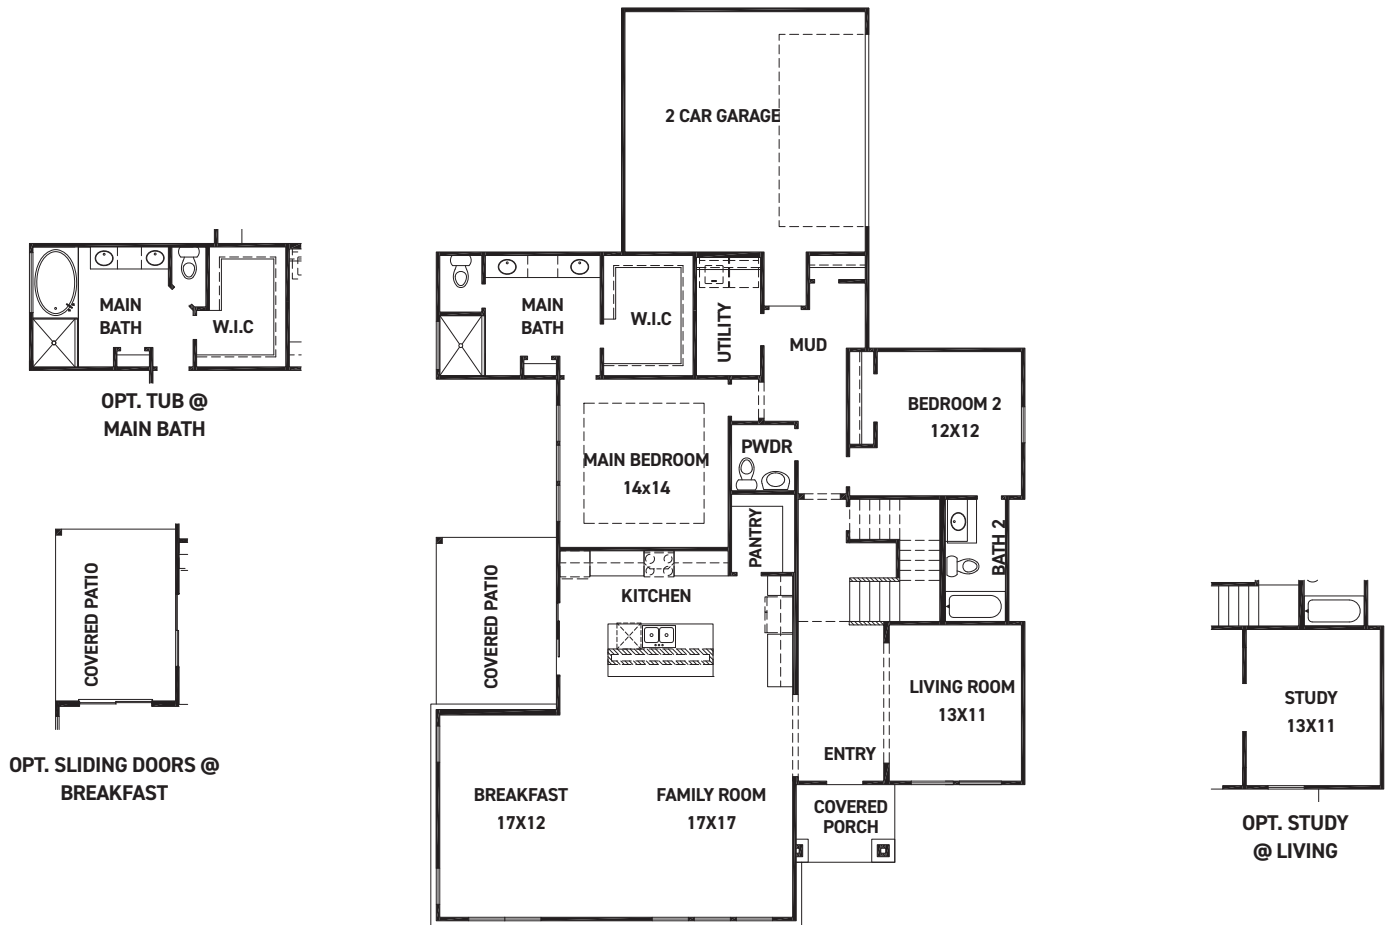 2 CAR GARAGE
MAIN
BATH
W.I.C
OPT. TUB @
MAIN BATH
MAIN
BATH
W.I.C
UTILITY
MUD
BEDROOM 2
12X12
MAIN BEDROOM
14x14
PWDR
PANTRY
BATH 2
COVERED PATIO
OPT. SLIDING DOORS @
BREAKFAST
COVERED PATIO
KITCHEN
LIVING ROOM
13X11
ENTRY
BREAKFAST
17X12
FAMILY ROOM
17X17
COVERED
PORCH
STUDY
13X11
OPT. STUDY
@ LIVING